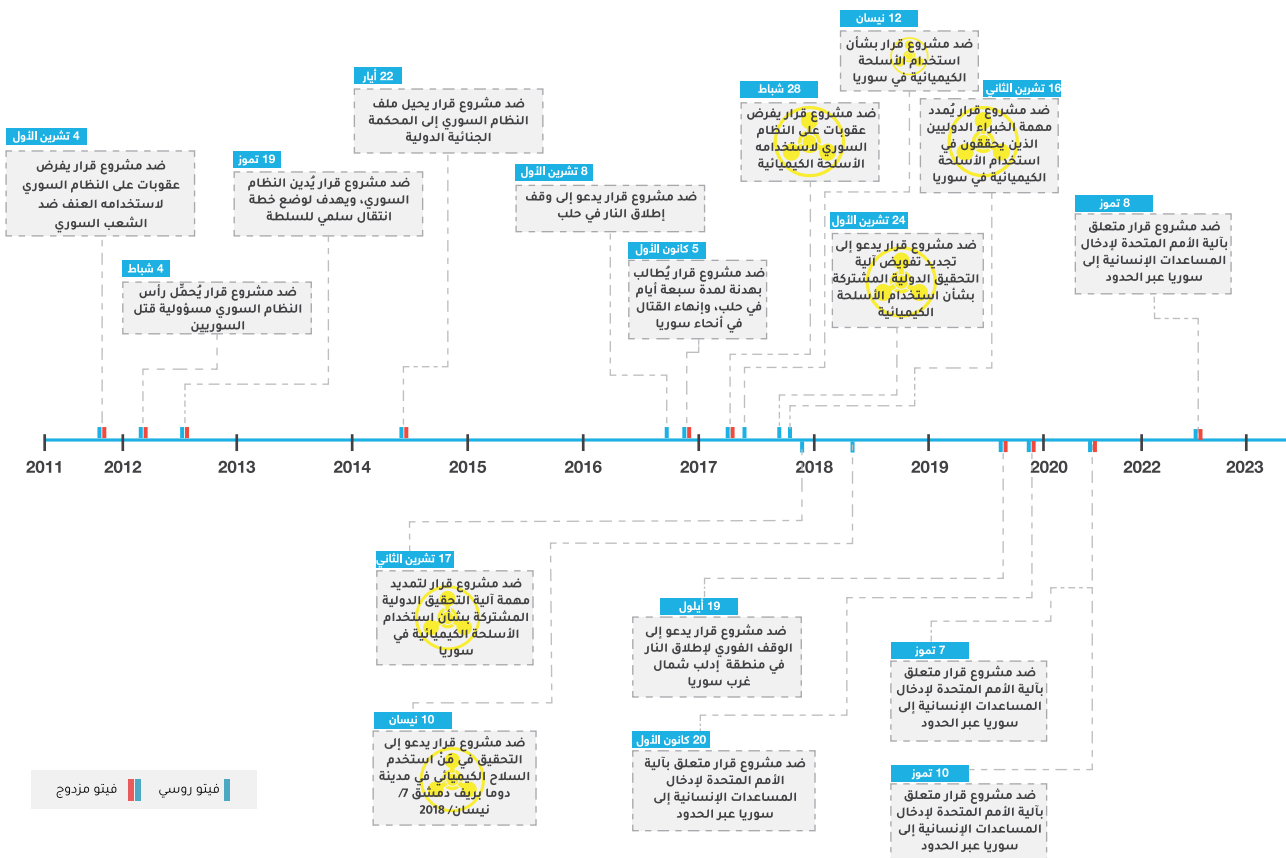 4 تشرين الأول
ضد مشروع قرار يفرض
عقوبات على النظام السوري
لاستخدامه العنف ضد
الشعب السوري
4 شباط
ضد مشروع قرار يُحمّل رأس
النظام السوري مسؤولية قتل
السوريين
19 تموز
ضد مشروع قرار يُدين النظام
السوري، ويهدف لوضع خطة
انتقال سلمي للسلطة
22 أيار
ضد مشروع قرار يحيل ملف
النظام السوري إلى المحكمة
الجنائية الدولية
8 تشرين الأول
ضد مشروع قرار يدعو إلى وقف
إطلاق النار في حلب
5 كانون الأول
ضد مشروع قرار يُطالب
بهدنة لمدة سبعة أيام
في حلب، وإنهاء القتال
في أنحاء سوريا
28 شباط
ضد مشروع قرار يفرض
عقوبات على النظام
السوري لاستخدامه
الأسلحة الكيميائية
12 نيسان
ضد مشروع قرار بشأن
استخدام الأسلحة
الكيميائية في سوريا
24 تشرين الأول
ضد مشروع قرار يدعو إلى
تجديد تفويض آلية
التحقيق الدولية المشتركة
بشأن استخدام الأسلحة
الكيميائية
16 تشرين الثاني
ضد مشروع قرار يُمدد
مهمة الخبراء الدوليين
الذين يحققون في
استخدام الأسلحة
الكيميائية في سوريا
8 تموز
ضد مشروع قرار متعلق
بآلية الأمم المتحدة لإدخال
المساعدات الإنسانية إلى
سوريا عبر الحدود
2011
2012
2013
2014
2015
2016
2017
2018
2019
2020
2022
2023
17 تشرين الثاني
ضد مشروع قرار لتمديد
مهمة آلية التحقيق الدولية
المشتركة بشأن استخدام
الأسلحة الكيميائية في
سوريا
10 نيسان
ضد مشروع قرار يدعو إلى
التحقيق في مَنْ استخدم
السلاح الكيميائي في مدينة
دوما بريف دمشق 7/
نيسان/ 2018
19 أيلول
ضد مشروع قرار يدعو إلى
الوقف الفوري لإطلاق النار
في منطقة إدلب شمال
غرب سوريا
20 كانون الأول
ضد مشروع قرار متعلق بآلية
الأمم المتحدة لإدخال
المساعدات الإنسانية إلى
سوريا عبر الحدود
7 تموز
ضد مشروع قرار متعلق
بآلية الأمم المتحدة لإدخال
المساعدات الإنسانية إلى
سوريا عبر الحدود
10 تموز
ضد مشروع قرار متعلق
بآلية الأمم المتحدة لإدخال
المساعدات الإنسانية إلى
سوريا عبر الحدود
فيتو روسي
فيتو مزدوج